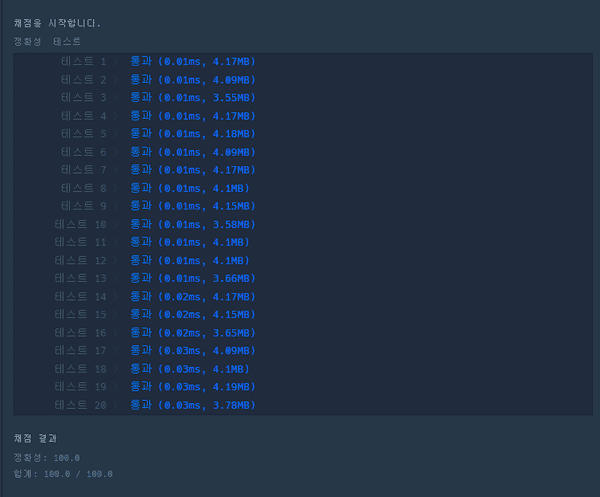 채점을 시작합니다.
정확성 테스트
테스트 1 〉 통과 (0.01ms, 4.17MB)
테스트 2 〉 통과 (0.01ms, 4.09MB)
테스트 3 〉 통과 (0.01ms, 3.55MB)
테스트 4 〉 통과 (0.01ms, 4.17MB)
테스트 5 〉 통과 (0.01ms, 4.18MB)
테스트 6 〉 통과 (0.01ms, 4.09MB)
테스트 7 〉 통과 (0.01ms, 4.17MB)
테스트 8 〉 통과 (0.01ms, 4.1MB)
테스트 9 〉 통과 (0.01ms, 4.15MB)
테스트 10 〉 통과 (0.01ms, 3.58MB)
테스트 11 〉 통과 (0.01ms, 4.1MB)
테스트 12 〉 통과 (0.01ms, 4.1MB)
테스트 13 〉 통과 (0.01ms, 3.66MB)
테스트 14 〉 통과 (0.02ms, 4.17MB)
테스트 15 〉 통과 (0.02ms, 4.15MB)
테스트 16 〉 통과 (0.02ms, 3.65MB)
테스트 17 〉 통과 (0.03ms, 4.09MB)
테스트 18 〉 통과 (0.03ms, 4.1MB)
테스트 19 〉 통과 (0.03ms, 4.19MB)
테스트 20 〉 통과 (0.03ms, 3.78MB)
채점 결과
정확성: 100.0
합계: 100.0 / 100.0